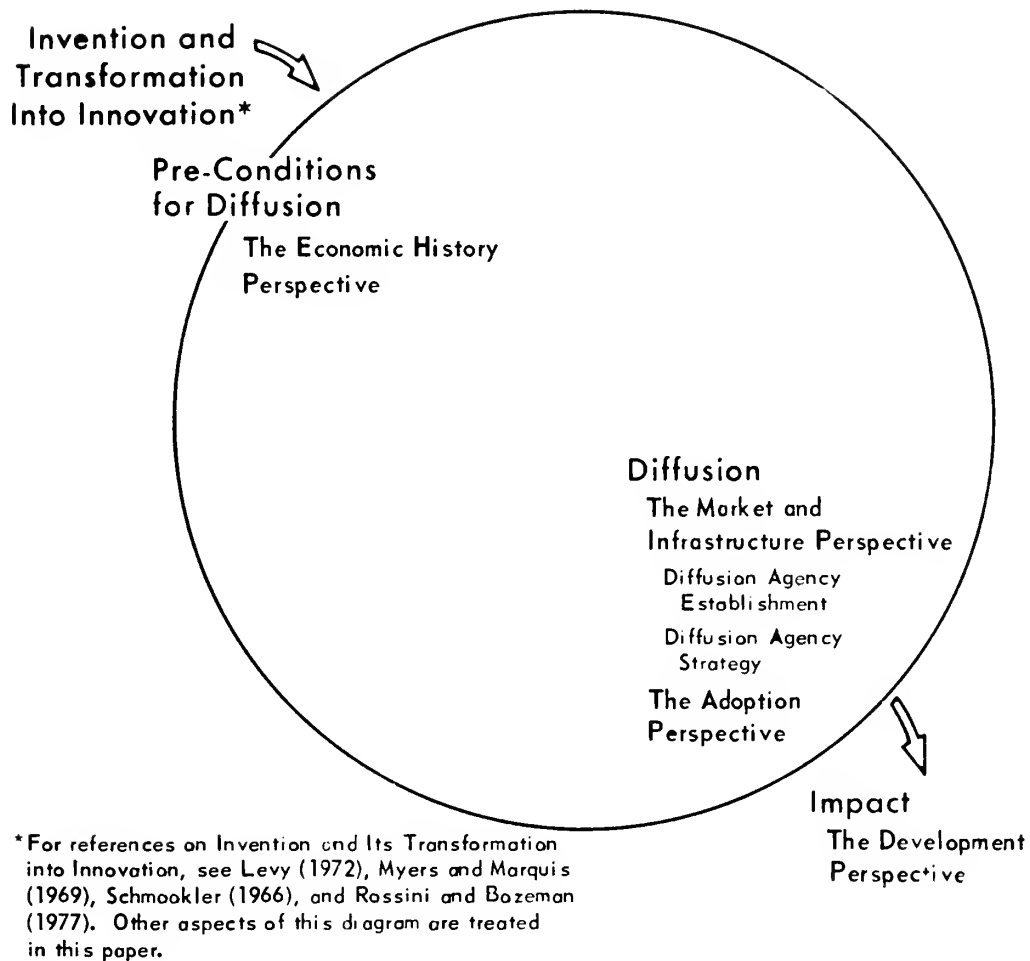 Invention and
Transformation
Into Innovation*
Pre-Conditions
for Diffusion
The Economic History
Perspective
Diffusion
The Market and
Infrastructure Perspective
Diffusion Agency
Establishment
Diffusion Agency
Strategy
The Adoption
Perspective
Impact
The Development
Perspective
*For references on Invention and Its Transformation
into Innovation, see Levy (1972), Myers and Marquis
(1969), Schmookler (1966), and Rossini and Bozeman
(1977). Other aspects of this diagram are treated
in this paper.